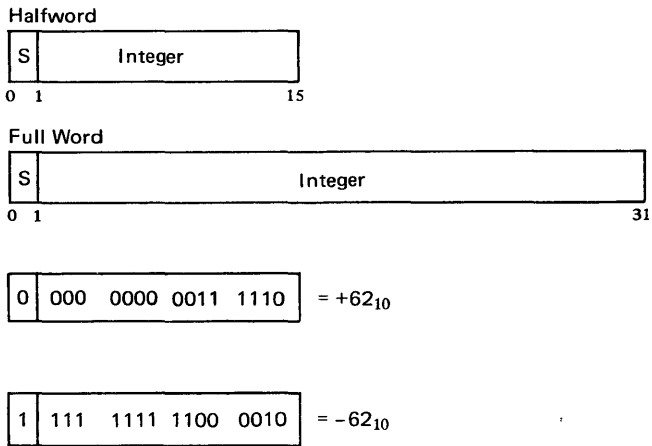 Halfword
S Integer
0 1 15
Full Word
S Integer
0 1 31
0 000 0000 0011 1110 = +62₁₀
1 111 1111 1100 0010 = -62₁₀